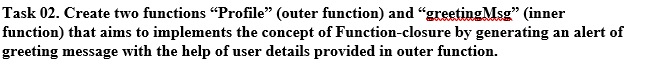 Task 02. Create two functions “Profile” (outer function) and “greetingMsg” (inner
function) that aims to implements the concept of Function-closure by generating an alert of
greeting message with the help of user details provided in outer function.